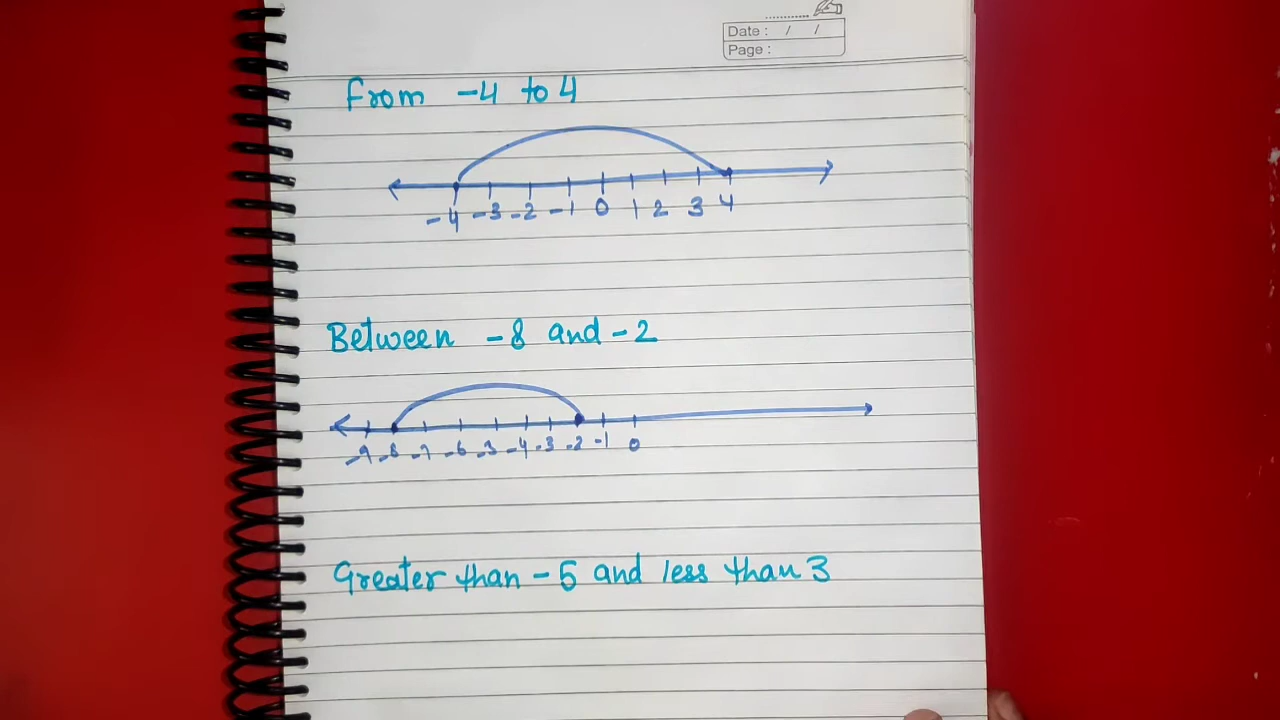 Date : / /
Page :
From -4 to 4
-4 -3 -2 -1 0 1 2 3 4
Between -8 and -2
-9 -8 -7 -6 -5 -4 -3 -2 -1 0
Greater than -5 and less than 3